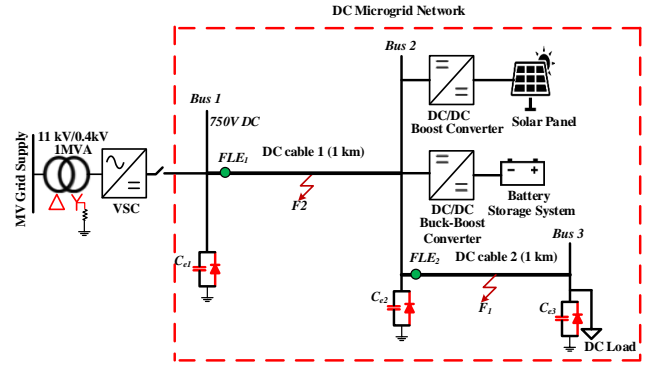 DC Microgrid Network
Bus 2
Bus 1
750V DC
11 kV/0.4kV
1MVA
MV Grid Supply
VSC
FLE1
DC cable 1 (1 km)
F2
DC/DC
Boost Converter
Solar Panel
DC/DC
Buck-Boost
Converter
Battery
Storage System
Bus 3
FLE2
DC cable 2 (1 km)
F1
Ce1
Ce2
Ce3
DC Load